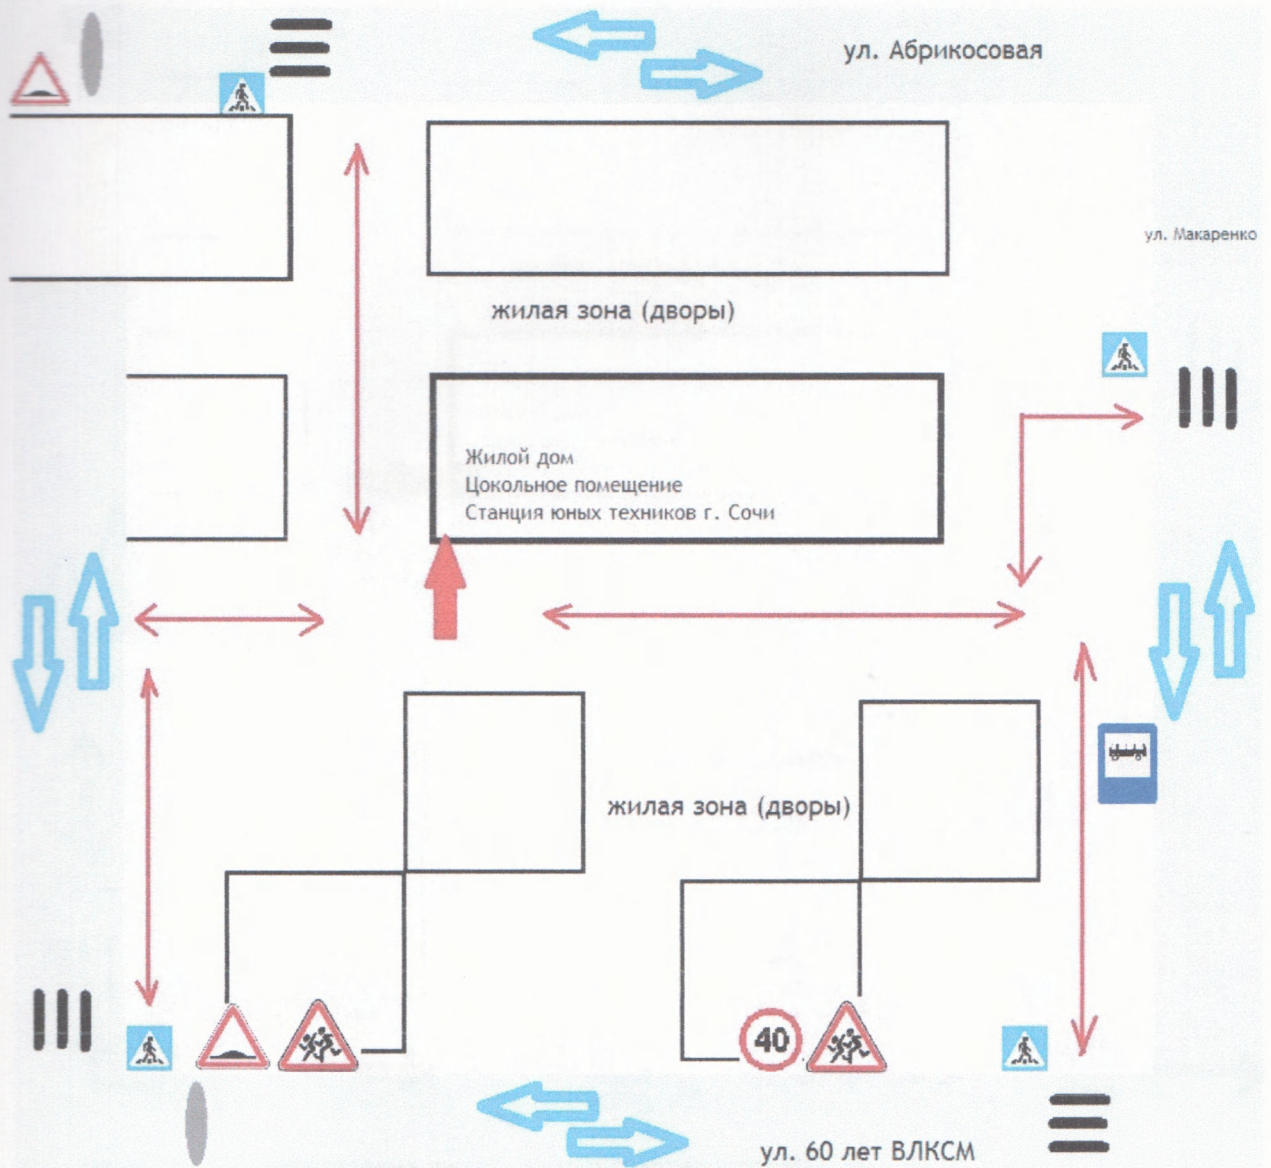 ул. Абрикосовая
ул. Макаренко
жилая зона (дворы)
Жилой дом
Цокольное помещение
Станция юных техников г. Сочи
жилая зона (дворы)
40
ул. 60 лет ВЛКСМ